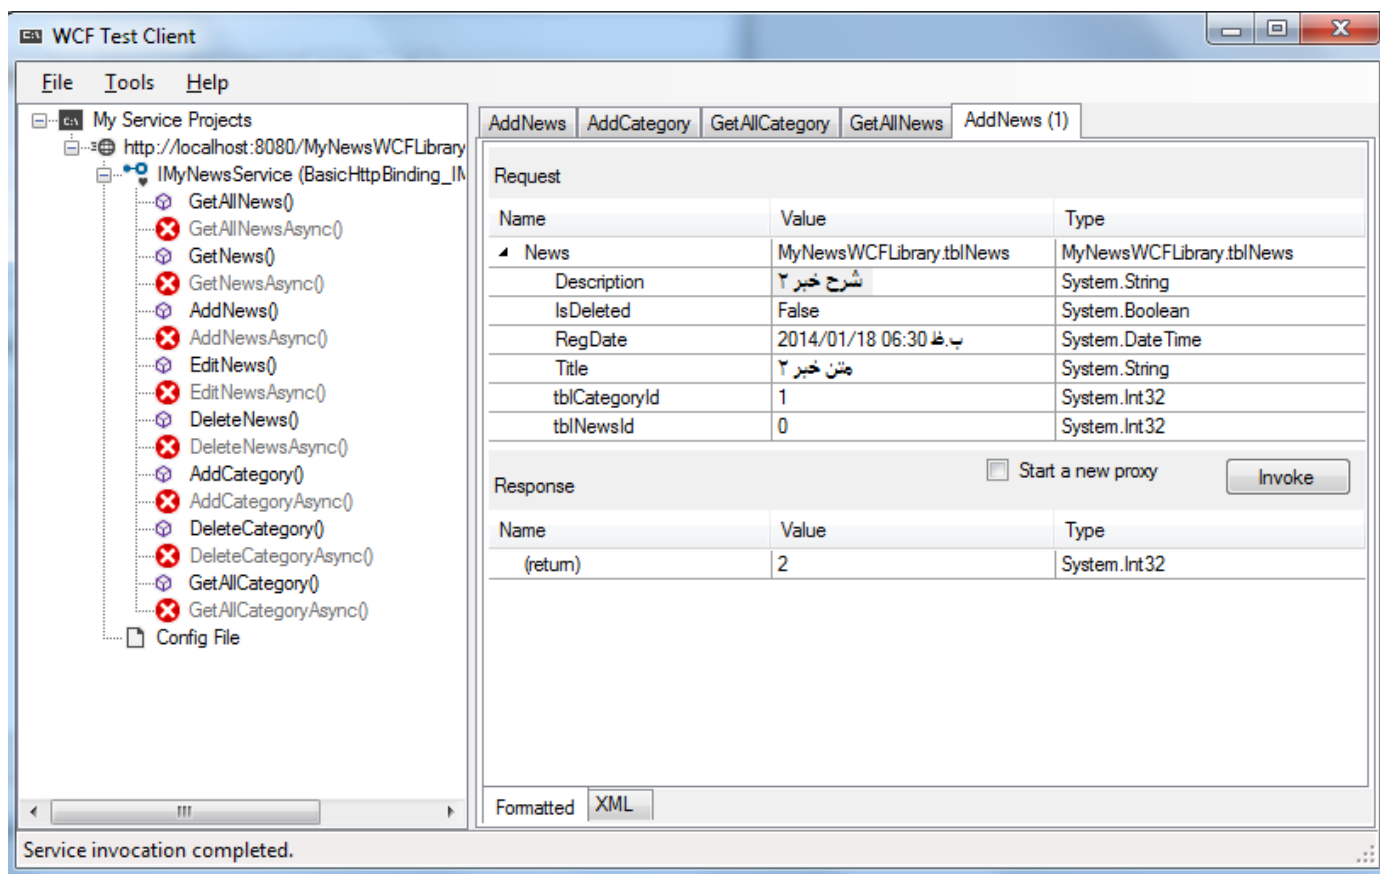 WCF Test Client
File Tools Help
My Service Projects
http://localhost:8080/MyNewsWCFLibrary
IMyNewsService (BasicHttpBinding_IM
GetAllNews()
GetAllNewsAsync()
GetNews()
GetNewsAsync()
AddNews()
AddNewsAsync()
EditNews()
EditNewsAsync()
DeleteNews()
DeleteNewsAsync()
AddCategory()
AddCategoryAsync()
DeleteCategory()
DeleteCategoryAsync()
GetAllCategory()
GetAllCategoryAsync()
Config File
AddNews AddCategory GetAllCategory GetAllNews AddNews (1)
Request
Name Value Type
News MyNewsWCFLibrary.tblNews MyNewsWCFLibrary.tblNews
Description شرح خبر ۲ System.String
IsDeleted False System.Boolean
RegDate 2014/01/18 06:30 ب.ظ System.DateTime
Title متن خبر ۲ System.String
tblCategoryId 1 System.Int32
tblNewsId 0 System.Int32
Response
Start a new proxy Invoke
Name Value Type
(return) 2 System.Int32
Formatted XML
Service invocation completed.